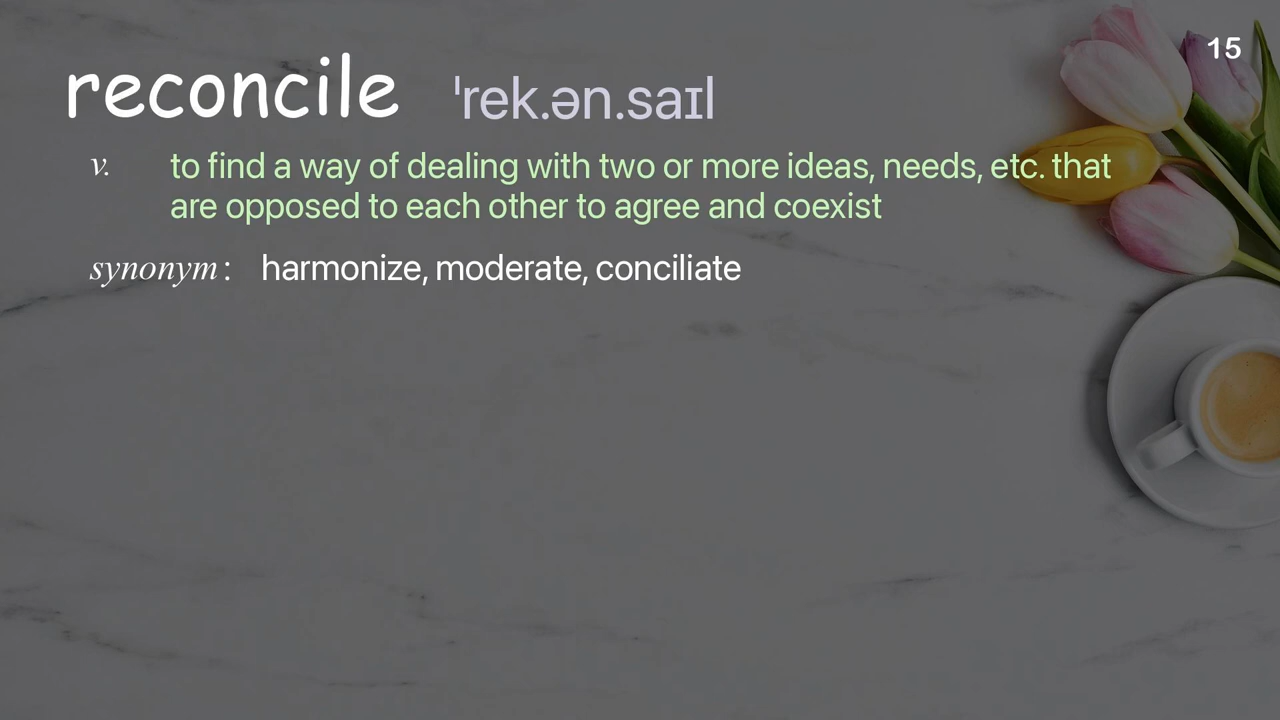 15
reconcile ˈrek.ən.saɪl
v. to find a way of dealing with two or more ideas, needs, etc. that
are opposed to each other to agree and coexist
synonym : harmonize, moderate, conciliate